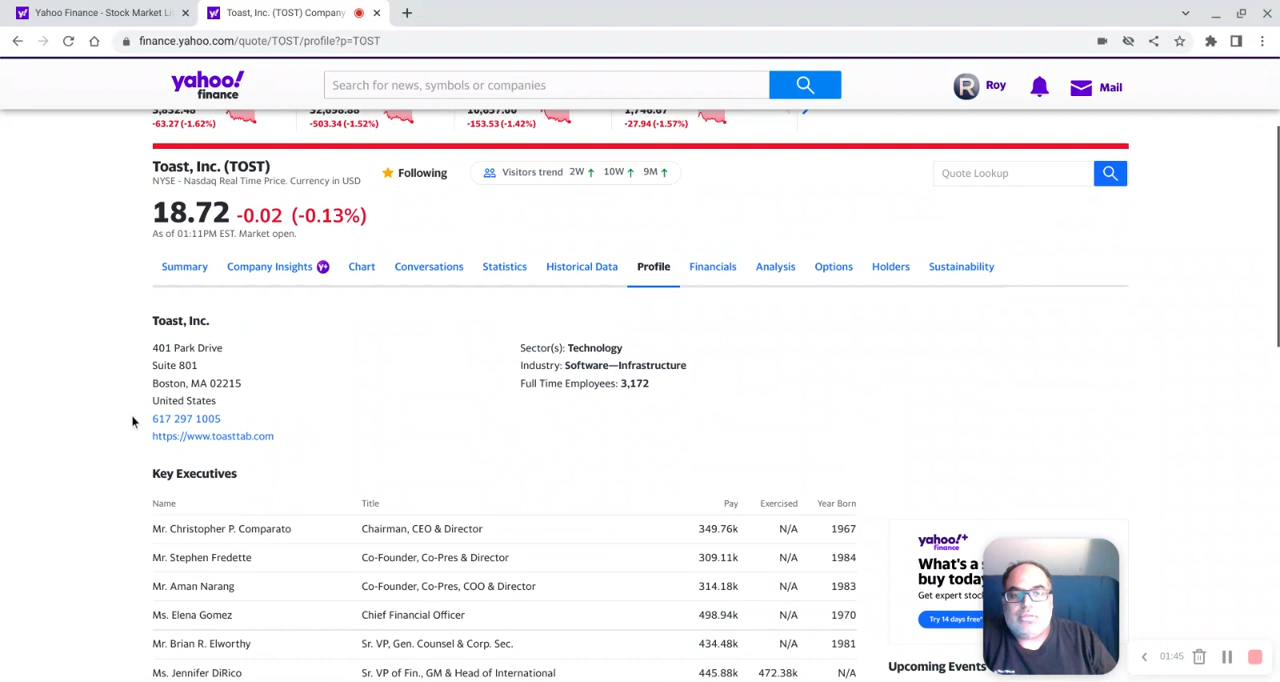 Yahoo Finance - Stock Market Li
Toast, Inc. (TOST) Company
finance.yahoo.com/quote/TOST/profile?p=TOST
yahoo!
finance
Search for news, symbols or companies
Roy
Mail
-63.27 (-1.62%)
-503.34 (-1.52%)
-153.53 (-1.42%)
-27.94 (-1.57%)
Toast, Inc. (TOST)
NYSE - Nasdaq Real Time Price. Currency in USD
Following
Visitors trend 2W 10W 9M
Quote Lookup
18.72 -0.02 (-0.13%)
As of 01:11PM EST. Market open.
Summary Company Insights Y+ Chart Conversations Statistics Historical Data Profile Financials Analysis Options Holders Sustainability
Toast, Inc.
401 Park Drive
Suite 801
Boston, MA 02215
United States
617 297 1005
https://www.toasttab.com
Sector(s): Technology
Industry: Software—Infrastructure
Full Time Employees: 3,172
Key Executives
Name Title Pay Exercised Year Born
Mr. Christopher P. Comparato Chairman, CEO & Director 349.76k N/A 1967
Mr. Stephen Fredette Co-Founder, Co-Pres & Director 309.11k N/A 1984
Mr. Aman Narang Co-Founder, Co-Pres, COO & Director 314.18k N/A 1983
Ms. Elena Gomez Chief Financial Officer 498.94k N/A 1970
Mr. Brian R. Elworthy Sr. VP, Gen. Counsel & Corp. Sec. 434.48k N/A 1981
Ms. Jennifer DiRico Sr. VP of Fin., GM & Head of International 445.88k 472.38k N/A
yahoo!+
finance
What's a s
buy today
Get expert stoc
Try 14 days free*
Upcoming Events
01:45